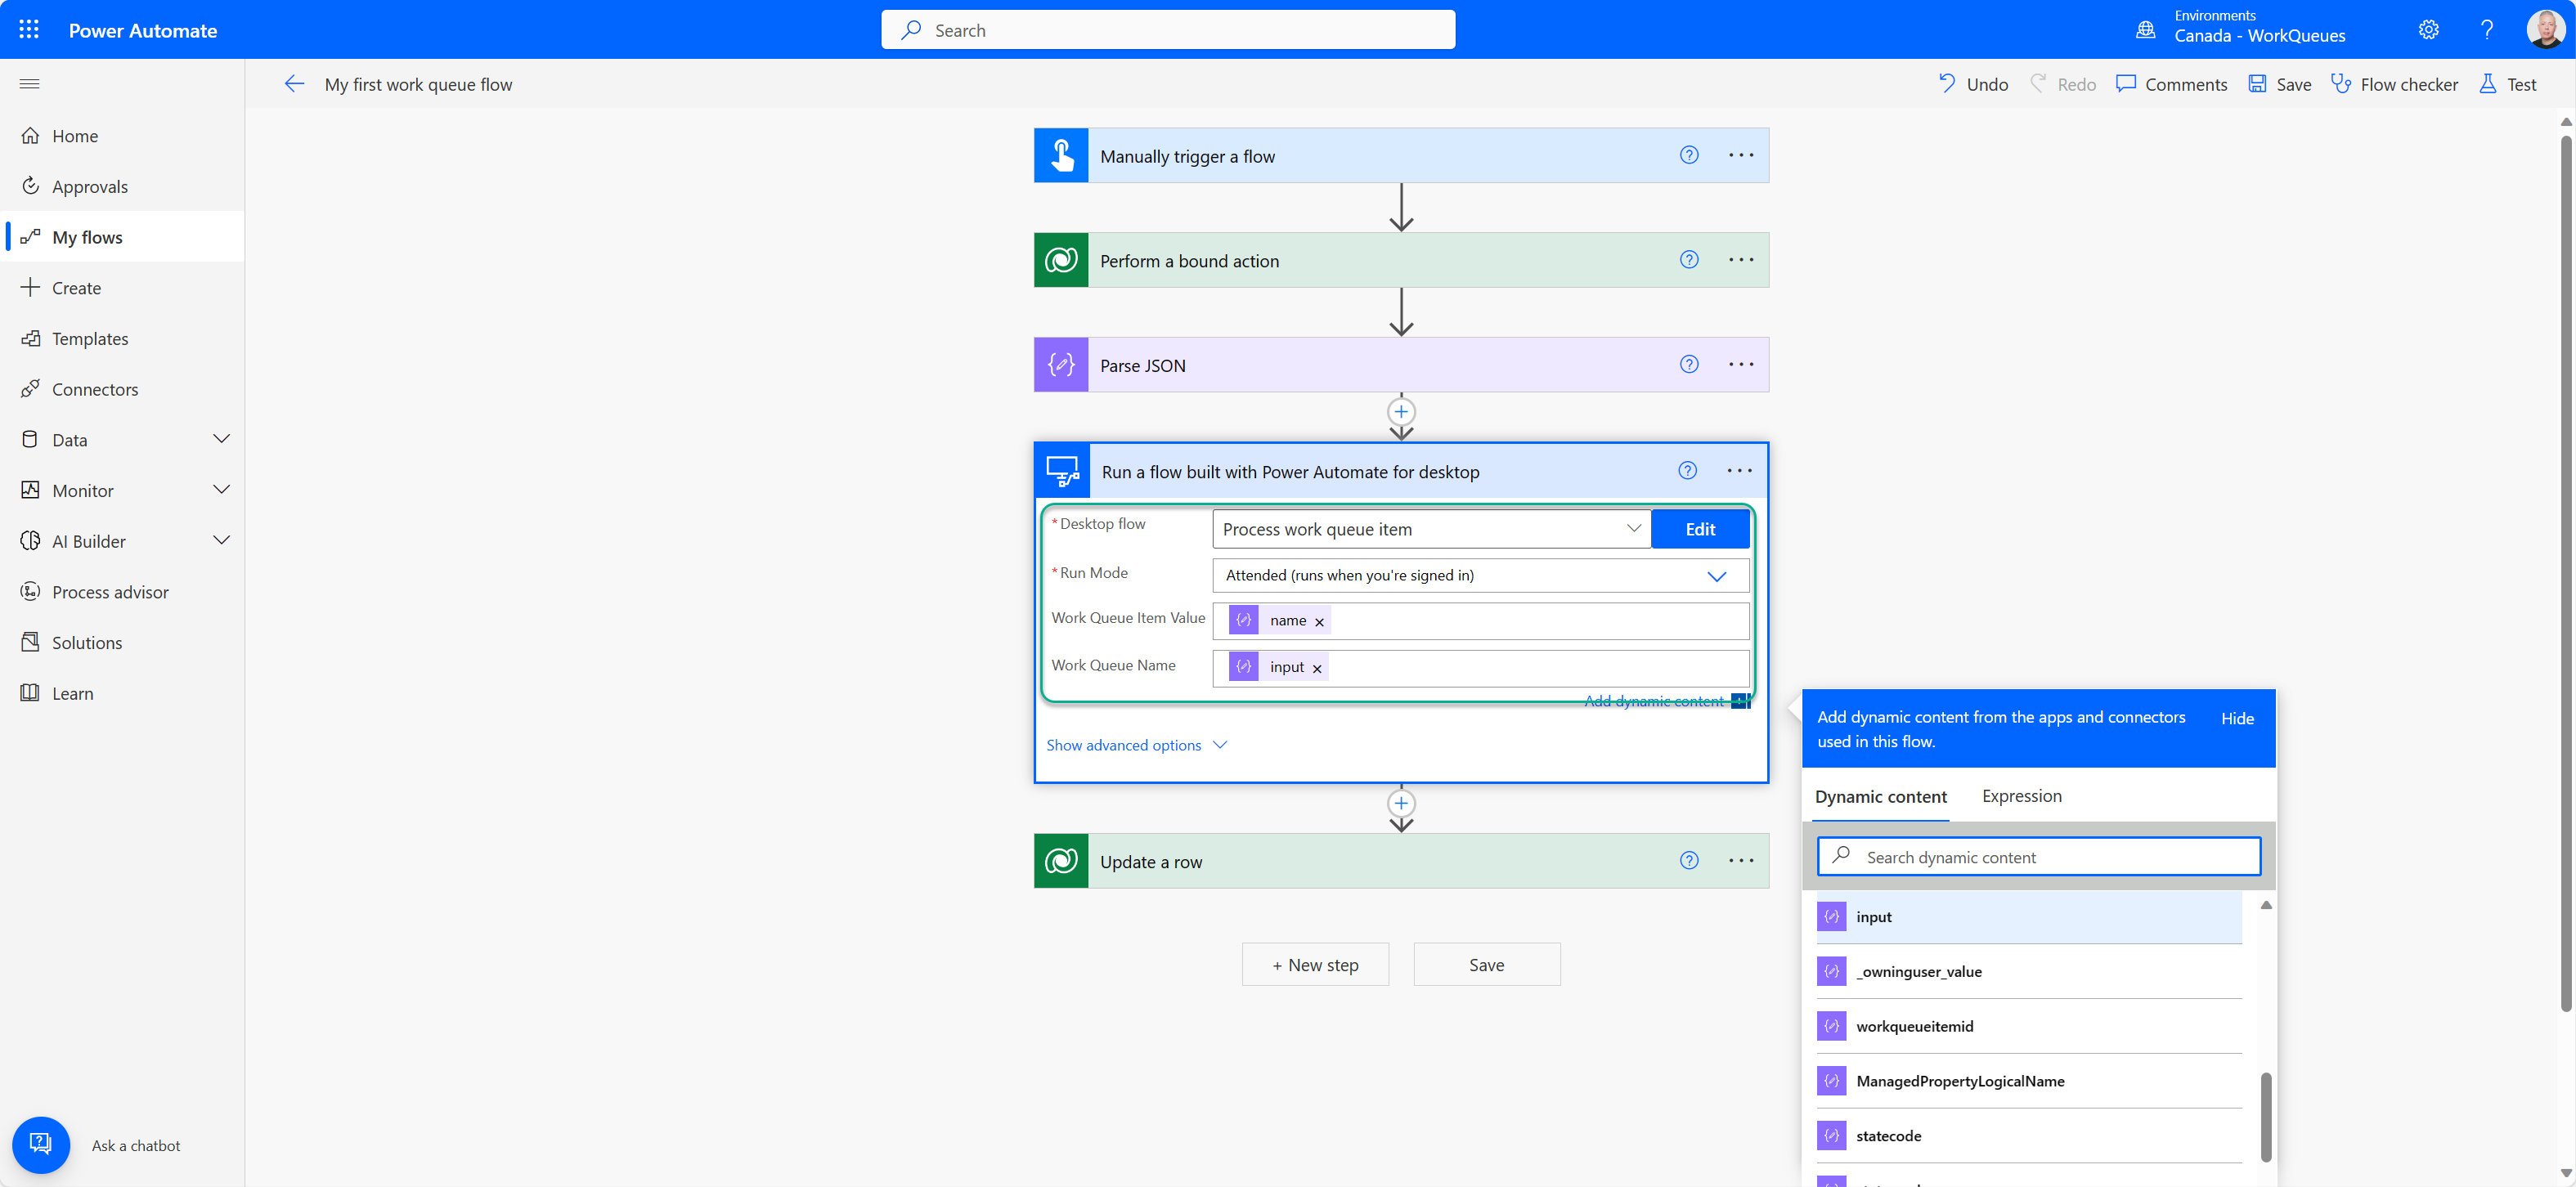 Power Automate
Search
Environments
Canada - WorkQueues
My first work queue flow
Undo
Redo
Comments
Save
Flow checker
Test
Home
Approvals
My flows
Create
Templates
Connectors
Data
Monitor
AI Builder
Process advisor
Solutions
Learn
Ask a chatbot
Manually trigger a flow
Perform a bound action
Parse JSON
Run a flow built with Power Automate for desktop
* Desktop flow
Process work queue item
Edit
* Run Mode
Attended (runs when you're signed in)
Work Queue Item Value
name
Work Queue Name
input
Add dynamic content
Show advanced options
Update a row
+ New step
Save
Add dynamic content from the apps and connectors
used in this flow.
Hide
Dynamic content
Expression
Search dynamic content
input
_owninguser_value
workqueueitemid
ManagedPropertyLogicalName
statecode